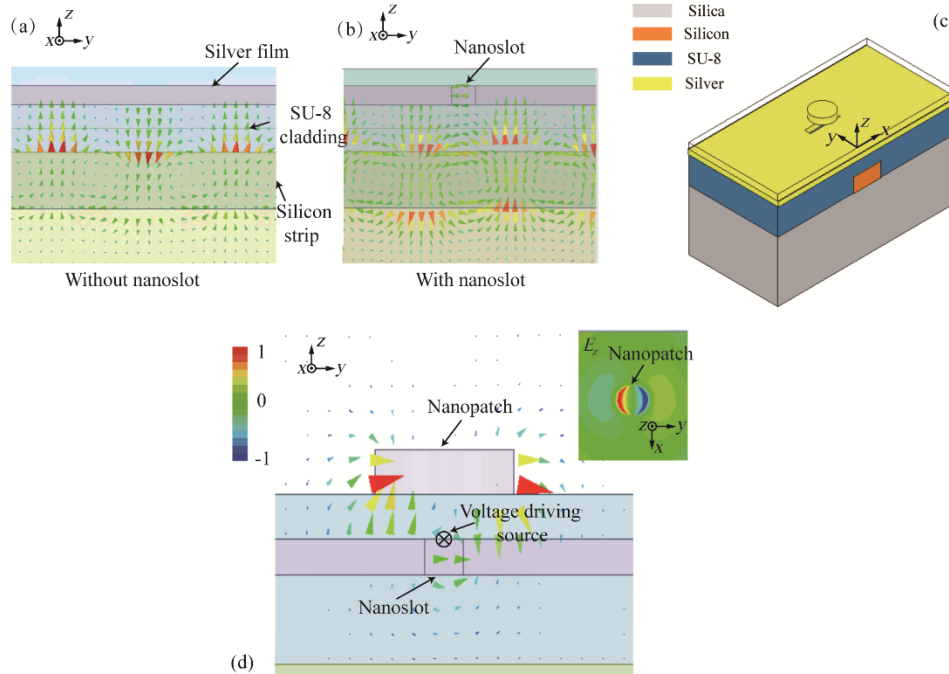 (a)
z
x
y
Silver film
SU-8
cladding
Silicon
strip
Without nanoslot
(b)
z
x
y
Nanoslot
With nanoslot
Silica
Silicon
SU-8
Silver
(c
z
y
x
1
0
-1
z
x
y
Nanopatch
Voltage driving
source
Nanoslot
(d)
Ez
Nanopatch
z
y
x